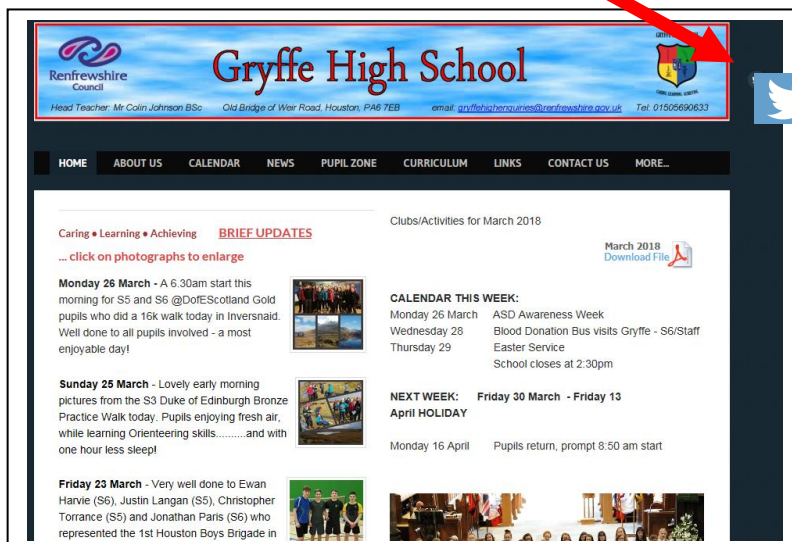 Renfrewshire
Council
Gryffe High School
Head Teacher: Mr Colin Johnson BSc Old Bridge of Weir Road, Houston, PA6 7EB email: gryffehighenquiries@renfrewshire.gov.uk Tel: 01505690633
HOME ABOUT US CALENDAR NEWS PUPIL ZONE CURRICULUM LINKS CONTACT US MORE...
Caring • Learning • Achieving BRIEF UPDATES
... click on photographs to enlarge
Monday 26 March - A 6.30am start this
morning for S5 and S6 @DofEScotland Gold
pupils who did a 16k walk today in Inversnaid.
Well done to all pupils involved - a most
enjoyable day!
Sunday 25 March - Lovely early morning
pictures from the S3 Duke of Edinburgh Bronze
Practice Walk today. Pupils enjoying fresh air,
while learning Orienteering skills.........and with
one hour less sleep!
Friday 23 March - Very well done to Ewan
Harvie (S6), Justin Langan (S5), Christopher
Torrance (S5) and Jonathan Paris (S6) who
represented the 1st Houston Boys Brigade in
Clubs/Activities for March 2018
March 2018
Download File
CALENDAR THIS WEEK:
Monday 26 March ASD Awareness Week
Wednesday 28 Blood Donation Bus visits Gryffe - S6/Staff
Thursday 29 Easter Service
School closes at 2:30pm
NEXT WEEK: Friday 30 March - Friday 13
April HOLIDAY
Monday 16 April Pupils return, prompt 8:50 am start